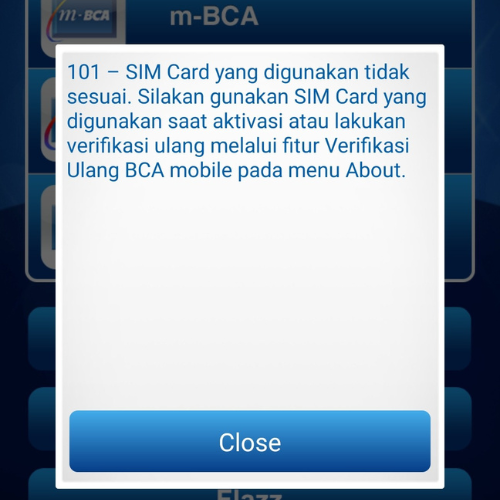 m-BCA
m-BCA
101 – SIM Card yang digunakan tidak
sesuai. Silakan gunakan SIM Card yang
digunakan saat aktivasi atau lakukan
verifikasi ulang melalui fitur Verifikasi
Ulang BCA mobile pada menu About.
Close
Flazz